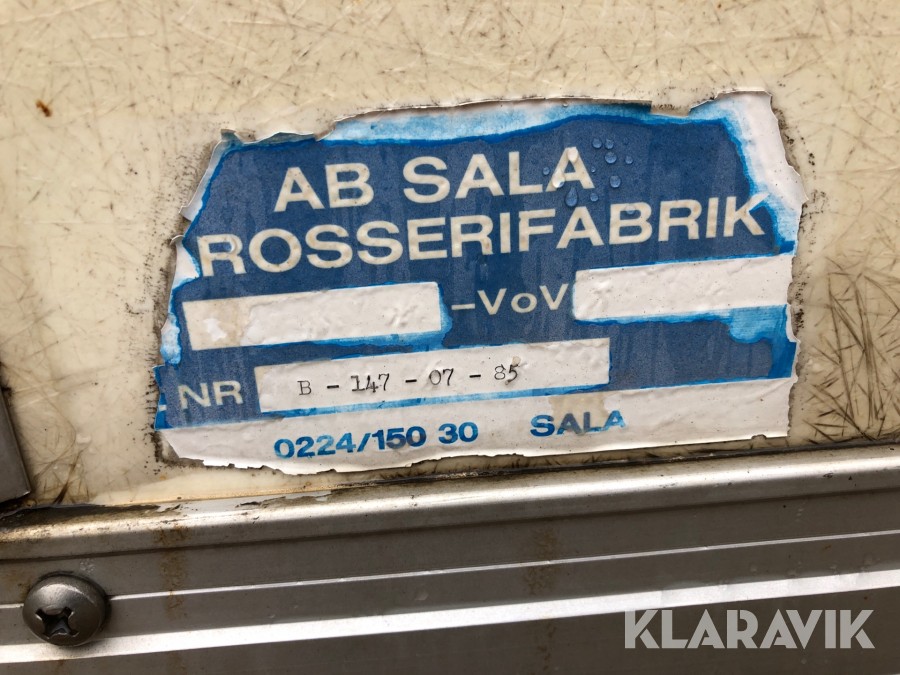 AB SALA
ROSSERIFABRIK
-VoV
NR B - 147 - 07 - 85
0224/150 30 SALA
KLARAVIK